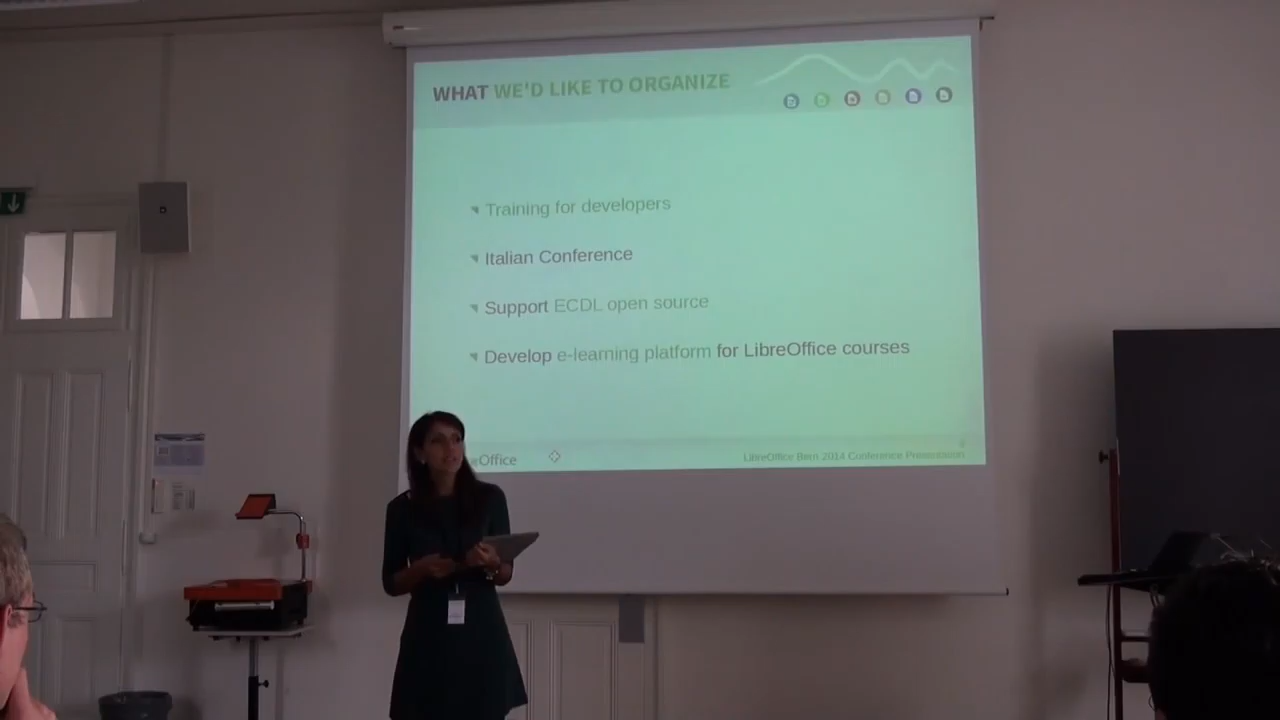 WHAT WE'D LIKE TO ORGANIZE
Training for developers
Italian Conference
Support ECDL open source
Develop e-learning platform for LibreOffice courses
eOffice
LibreOffice Bern 2014 Conference Presentation